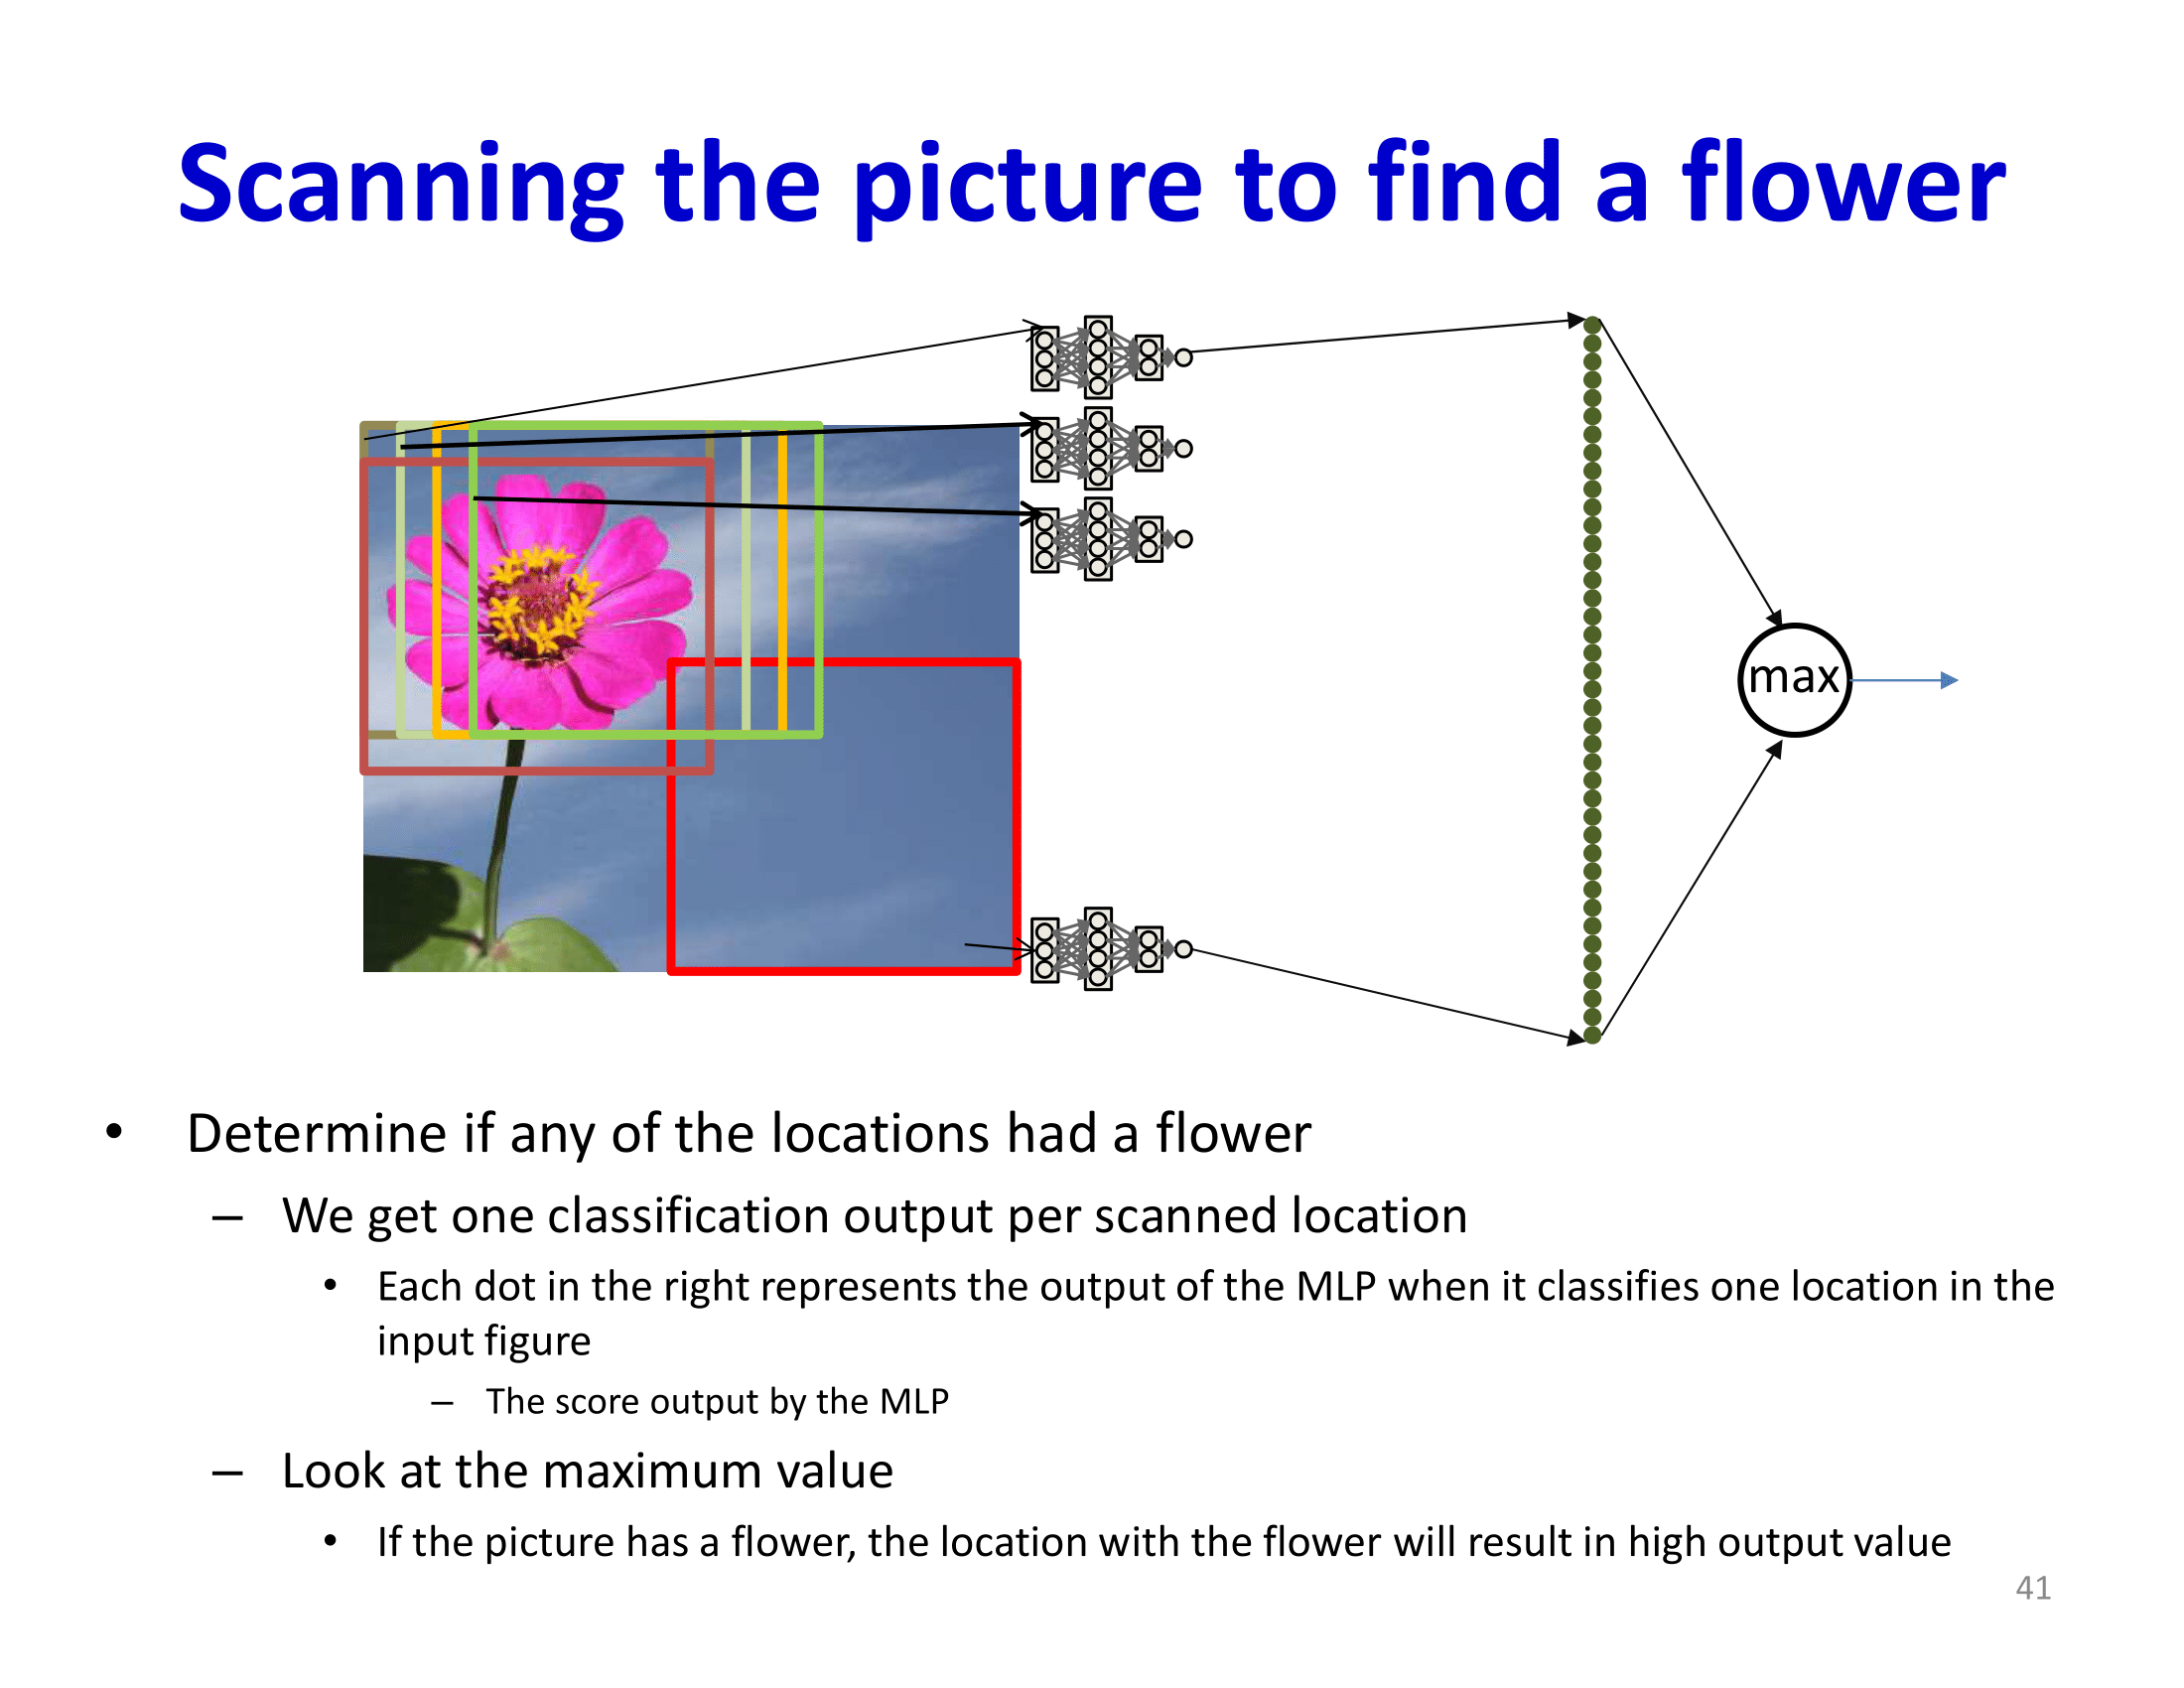 Scanning the picture to find a flower
max
• Determine if any of the locations had a flower
– We get one classification output per scanned location
• Each dot in the right represents the output of the MLP when it classifies one location in the
input figure
– The score output by the MLP
– Look at the maximum value
• If the picture has a flower, the location with the flower will result in high output value
41